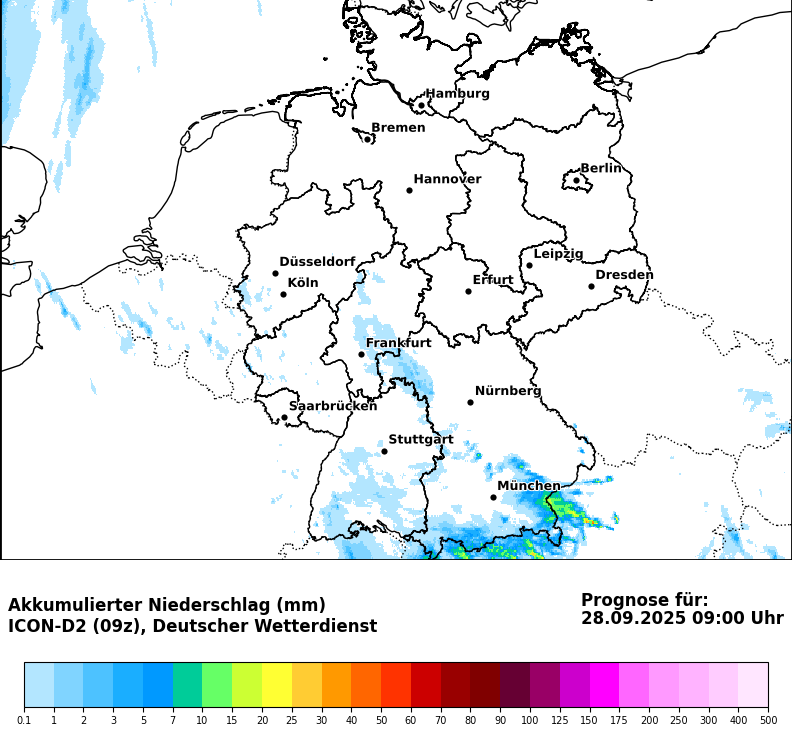 Hamburg
Bremen
Berlin
Hannover
Leipzig
Düsseldorf
Dresden
Köln
Erfurt
Frankfurt
Nürnberg
Saarbrücken
Stuttgart
München
Akkumulierter Niederschlag (mm)
ICON-D2 (09z), Deutscher Wetterdienst
Prognose für:
28.09.2025 09:00 Uhr
0.1 1 2 3 5 7 10 15 20 25 30 40 50 60 70 80 90 100 125 150 175 200 250 300 400 500